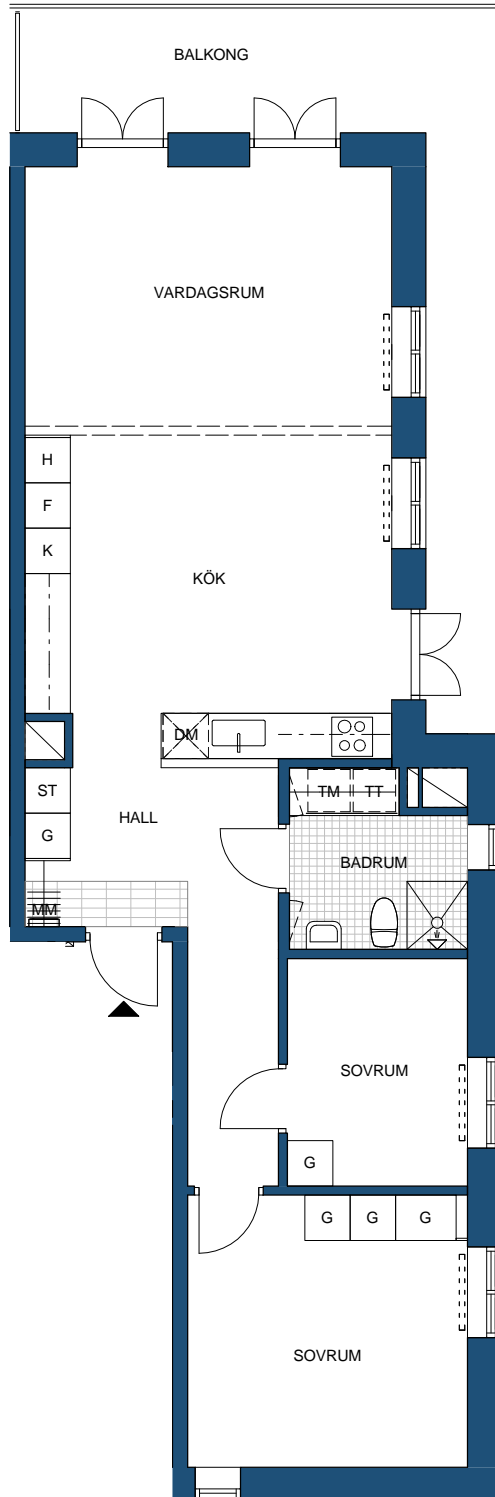 BALKONG
VARDAGSRUM
H
F
K
KÖK
DM
ST
G
HALL
TM TT
BADRUM
MM
SOVRUM
G
G G G
SOVRUM